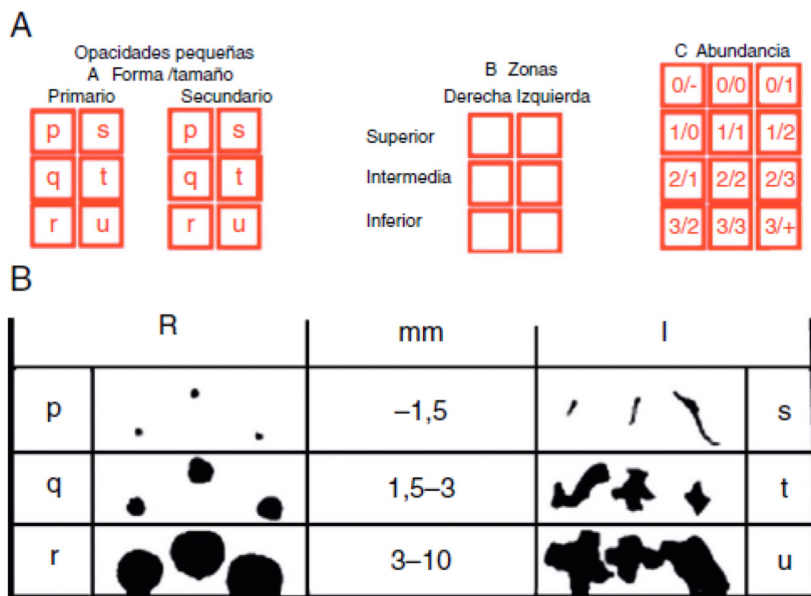 A
Opacidades pequeñas
A Forma /tamaño
Primario Secundario
p s p s
q t q t
r u r u
B Zonas
Derecha Izquierda
Superior
Intermedia
Inferior
C Abundancia
0/- 0/0 0/1
1/0 1/1 1/2
2/1 2/2 2/3
3/2 3/3 3/+
B
R mm I
p –1,5 s
q 1,5–3 t
r 3–10 u